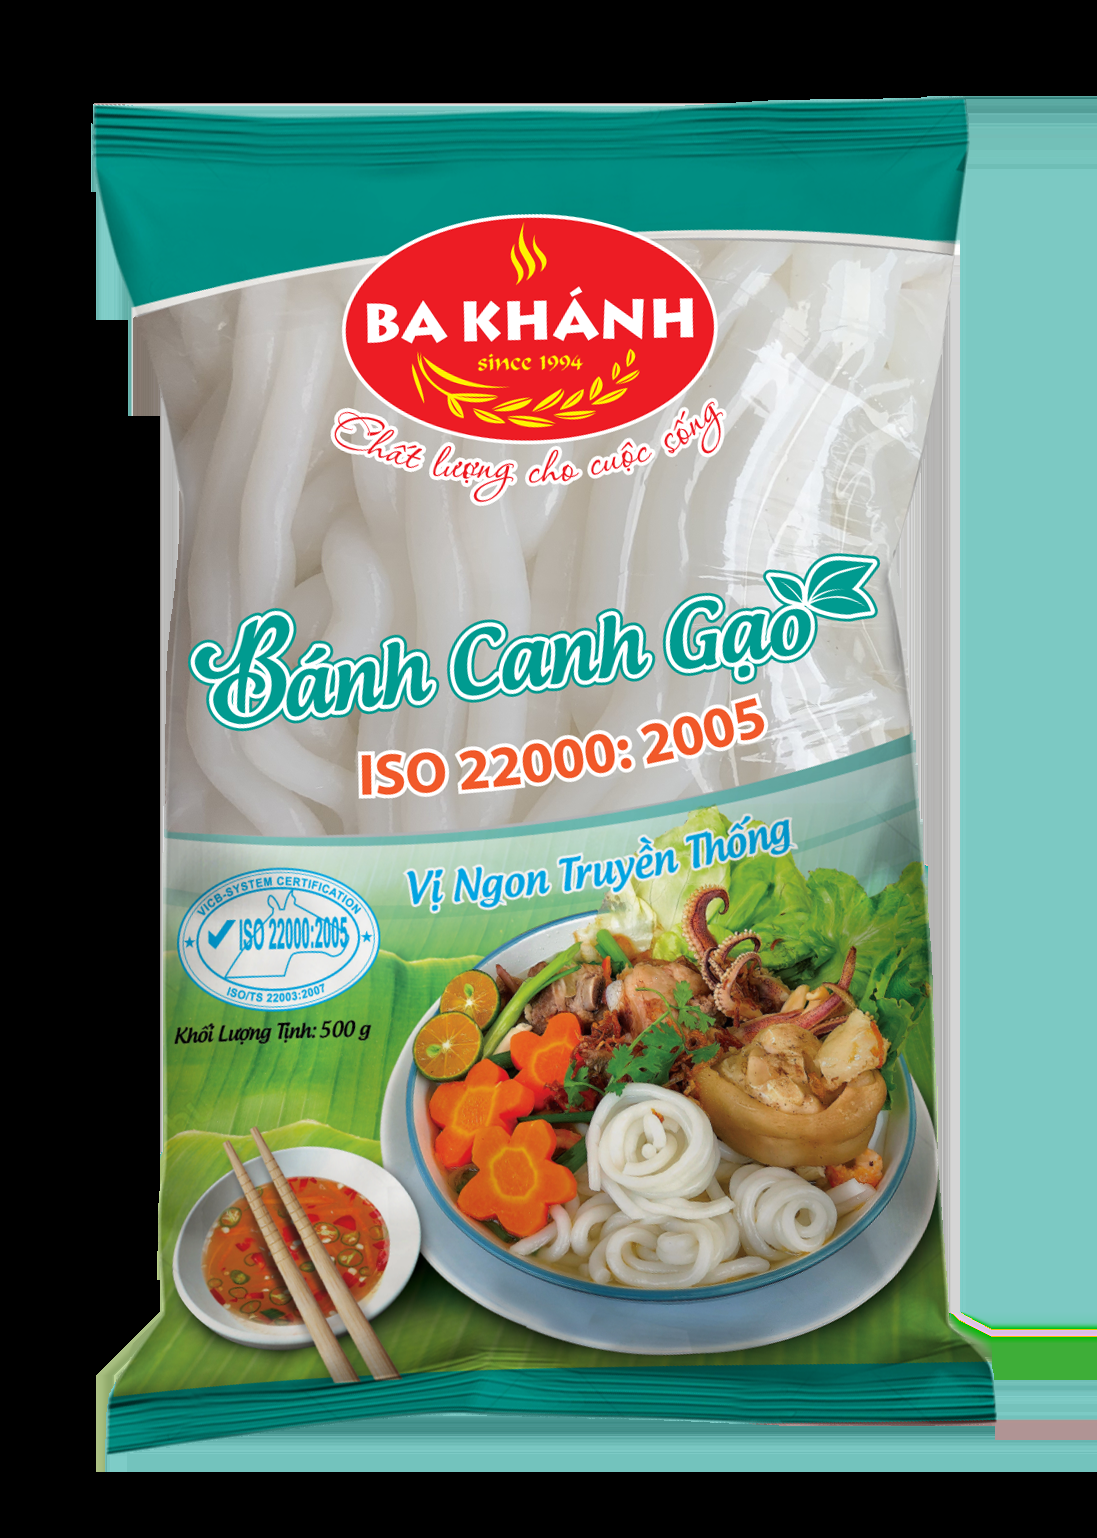 BA KHÁNH
since 1994
Chất lượng cho cuộc sống
Bánh Canh Gạo
ISO 22000: 2005
Vị Ngon Truyền Thống
VICB-SYSTEM CERTIFICATION
ISO 22000:2005
ISO/TS 22003:2007
Khối Lượng Tịnh: 500 g